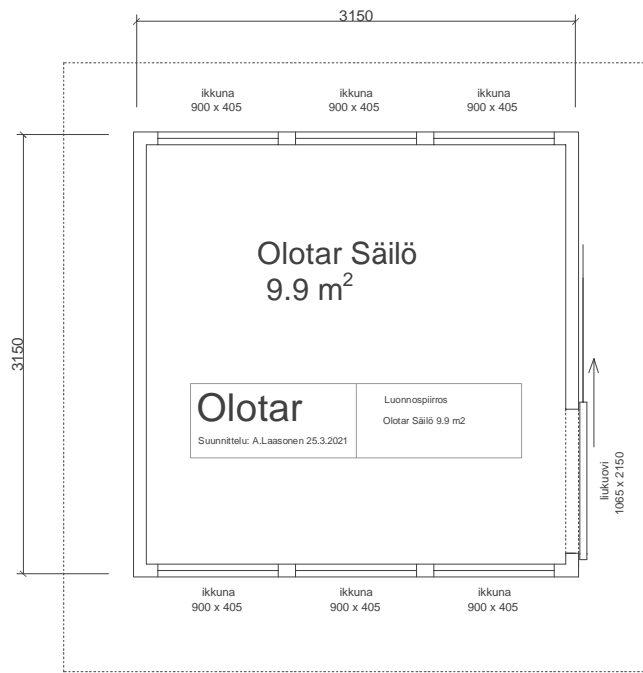 3150
ikkuna
900 x 405
ikkuna
900 x 405
ikkuna
900 x 405
3150
Olotar Säilö
9.9 m²
Olotar
Suunnittelu: A.Laasonen 25.3.2021
Luonnospiirros
Olotar Säilö 9.9 m2
liukuovi
1065 x 2150
ikkuna
900 x 405
ikkuna
900 x 405
ikkuna
900 x 405